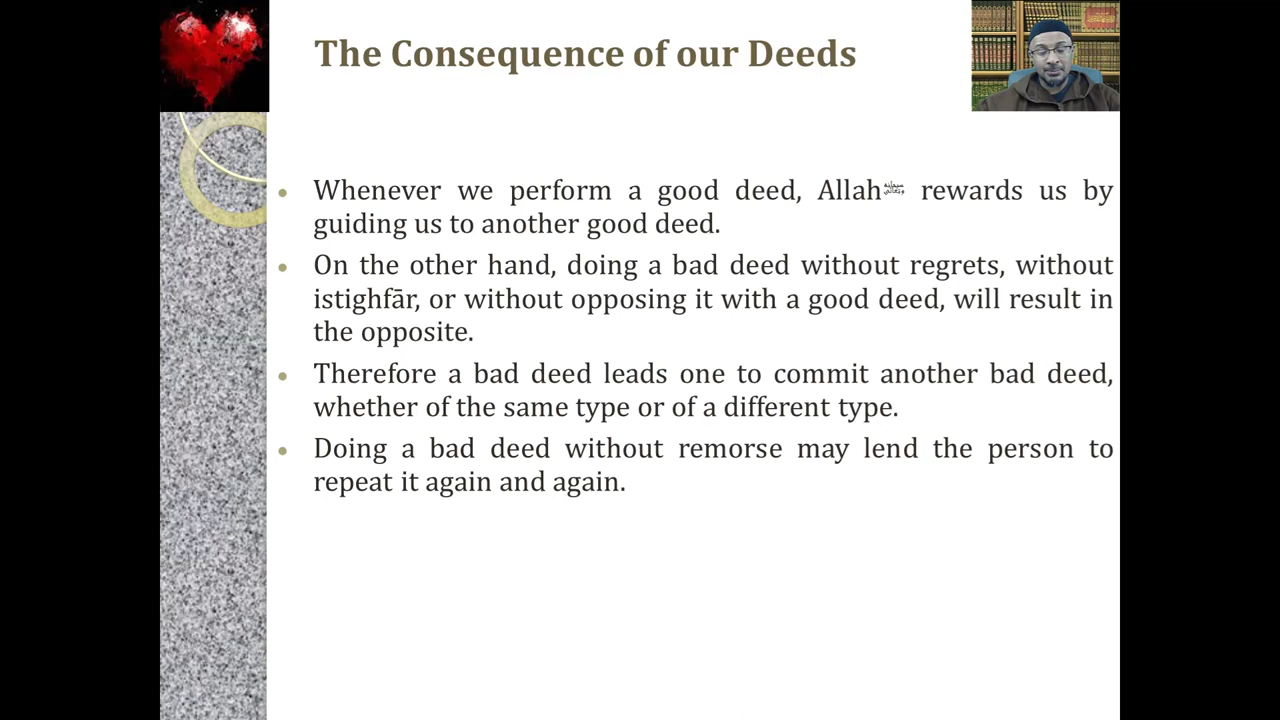 The Consequence of our Deeds
• Whenever we perform a good deed, Allah سبحانه وتعالى rewards us by
guiding us to another good deed.
• On the other hand, doing a bad deed without regrets, without
istighfār, or without opposing it with a good deed, will result in
the opposite.
• Therefore a bad deed leads one to commit another bad deed,
whether of the same type or of a different type.
• Doing a bad deed without remorse may lend the person to
repeat it again and again.